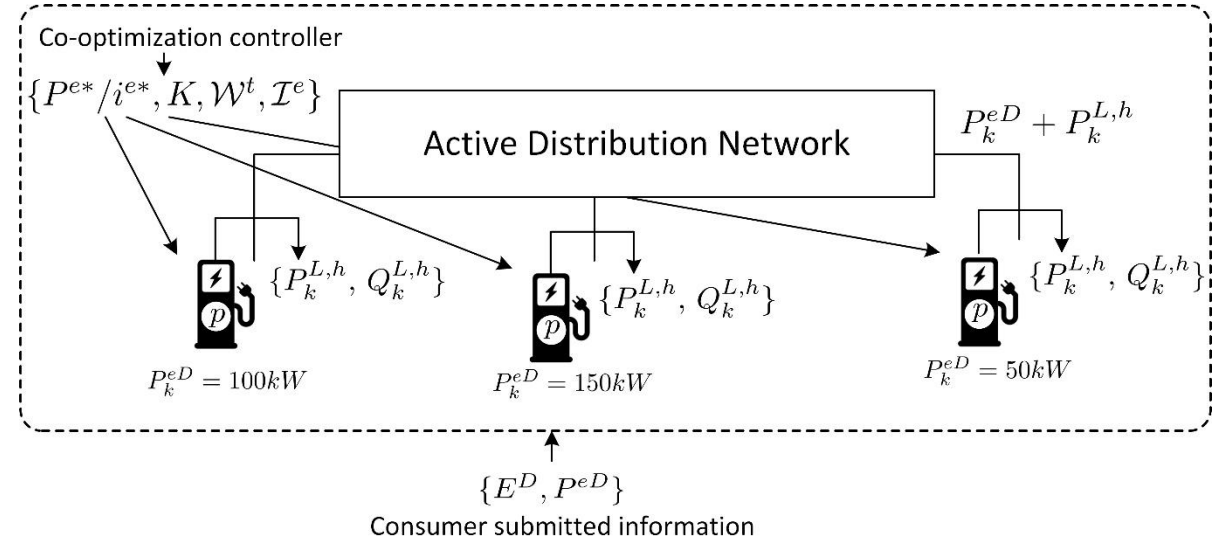 Co-optimization controller
{P^{e*}/i^{e*}, K, 𝒲^t, ℐ^e}
Active Distribution Network
P_k^{eD} + P_k^{L,h}
{P_k^{L,h}, Q_k^{L,h}}
{P_k^{L,h}, Q_k^{L,h}}
{P_k^{L,h}, Q_k^{L,h}}
p
p
p
P_k^{eD} = 100kW
P_k^{eD} = 150kW
P_k^{eD} = 50kW
{E^D, P^{eD}}
Consumer submitted information